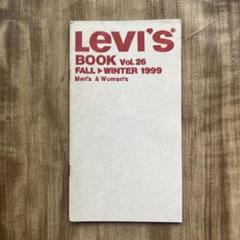 Levi's®
BOOK Vol.26
FALL ▶ WINTER 1999
Men's & Women's